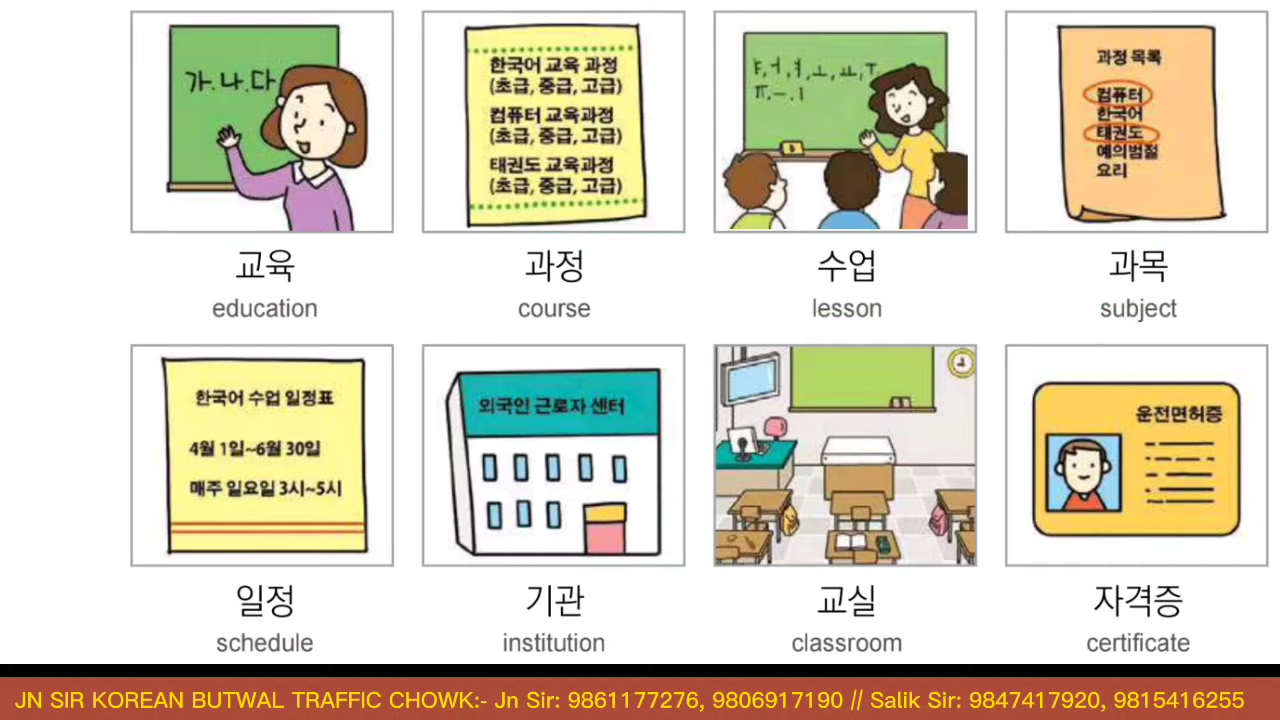 가.나.다
한국어 교육 과정
(초급, 중급, 고급)
컴퓨터 교육과정
(초급, 중급, 고급)
태권도 교육과정
(초급, 중급, 고급)
ㅑ,ㅓ,ㅕ,ㅗ,ㅛ,ㅜ
ㅠ,ㅡ.ㅣ
과정 목록
컴퓨터
한국어
태권도
예의범절
요리
교육
과정
수업
과목
education
course
lesson
subject
한국어 수업 일정표
4월 1일~6월 30일
매주 일요일 3시~5시
외국인 근로자 센터
운전면허증
일정
기관
교실
자격증
schedule
institution
classroom
certificate
JN SIR KOREAN BUTWAL TRAFFIC CHOWK:- Jn Sir: 9861177276, 9806917190 // Salik Sir: 9847417920, 9815416255